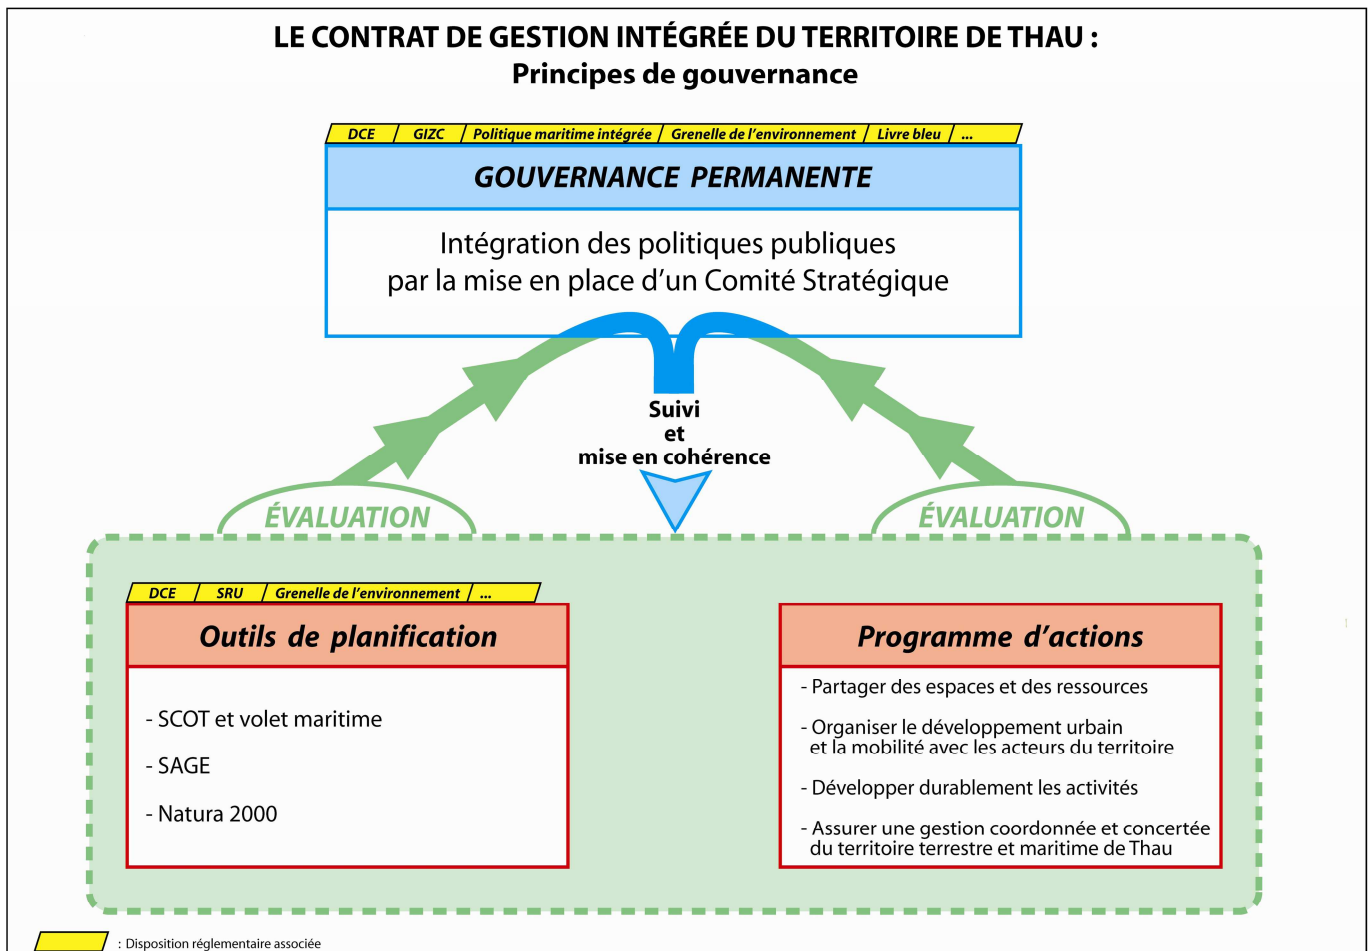 LE CONTRAT DE GESTION INTÉGRÉE DU TERRITOIRE DE THAU :
Principes de gouvernance
DCE / GIZC / Politique maritime intégrée / Grenelle de l'environnement / Livre bleu / ...
GOUVERNANCE PERMANENTE
Intégration des politiques publiques
par la mise en place d'un Comité Stratégique
Suivi
et
mise en cohérence
ÉVALUATION
ÉVALUATION
DCE / SRU / Grenelle de l'environnement / ...
Outils de planification
- SCOT et volet maritime
- SAGE
- Natura 2000
Programme d'actions
- Partager des espaces et des ressources
- Organiser le développement urbain
et la mobilité avec les acteurs du territoire
- Développer durablement les activités
- Assurer une gestion coordonnée et concertée
du territoire terrestre et maritime de Thau
: Disposition réglementaire associée